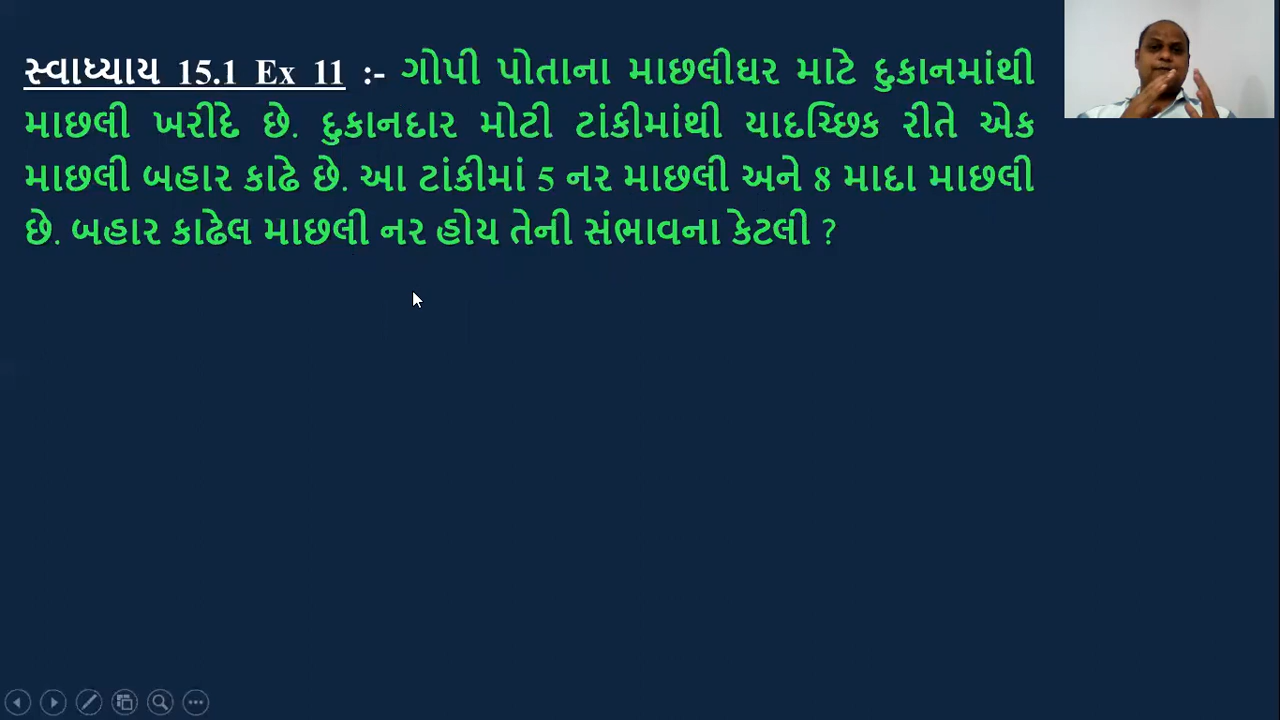 સ્વાધ્યાય 15.1 Ex 11 :- ગોપી પોતાના માછલીઘર માટે દુકાનમાંથી
માછલી ખરીદે છે. દુકાનદાર મોટી ટાંકીમાંથી યાદચ્છિક રીતે એક
માછલી બહાર કાઢે છે. આ ટાંકીમાં 5 નર માછલી અને 8 માદા માછલી
છે. બહાર કાઢેલ માછલી નર હોય તેની સંભાવના કેટલી ?